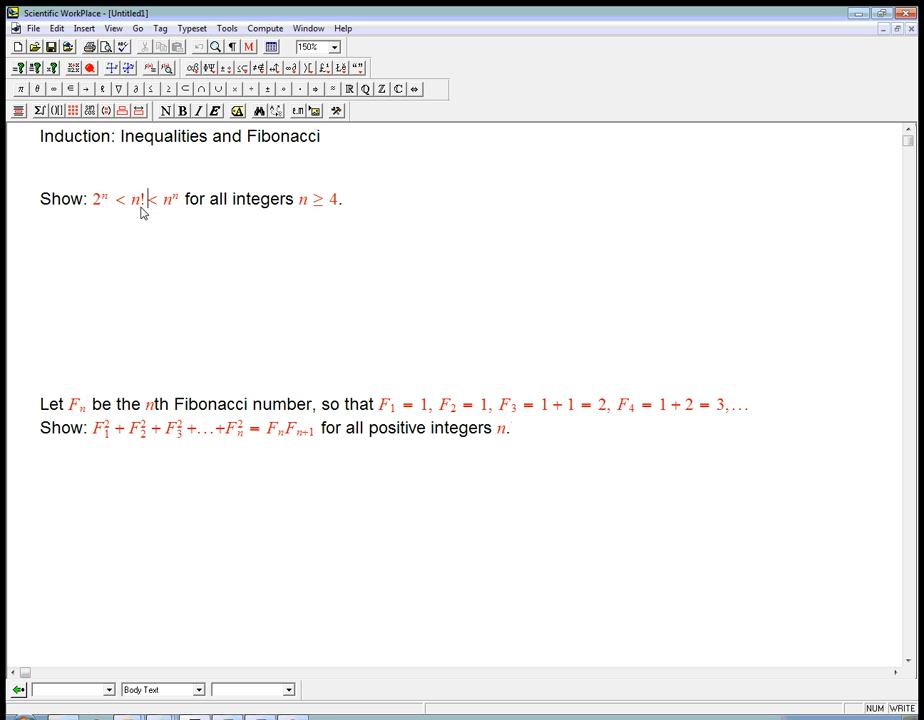 Scientific WorkPlace - [Untitled1]
File Edit Insert View Go Tag Typeset Tools Compute Window Help
150%
Induction: Inequalities and Fibonacci
Show: 2ⁿ < n! < nⁿ for all integers n ≥ 4.
Let Fₙ be the nth Fibonacci number, so that F₁ = 1, F₂ = 1, F₃ = 1 + 1 = 2, F₄ = 1 + 2 = 3, …
Show: F₁² + F₂² + F₃² + … + Fₙ² = FₙFₙ₊₁ for all positive integers n.
Body Text
NUM WRITE